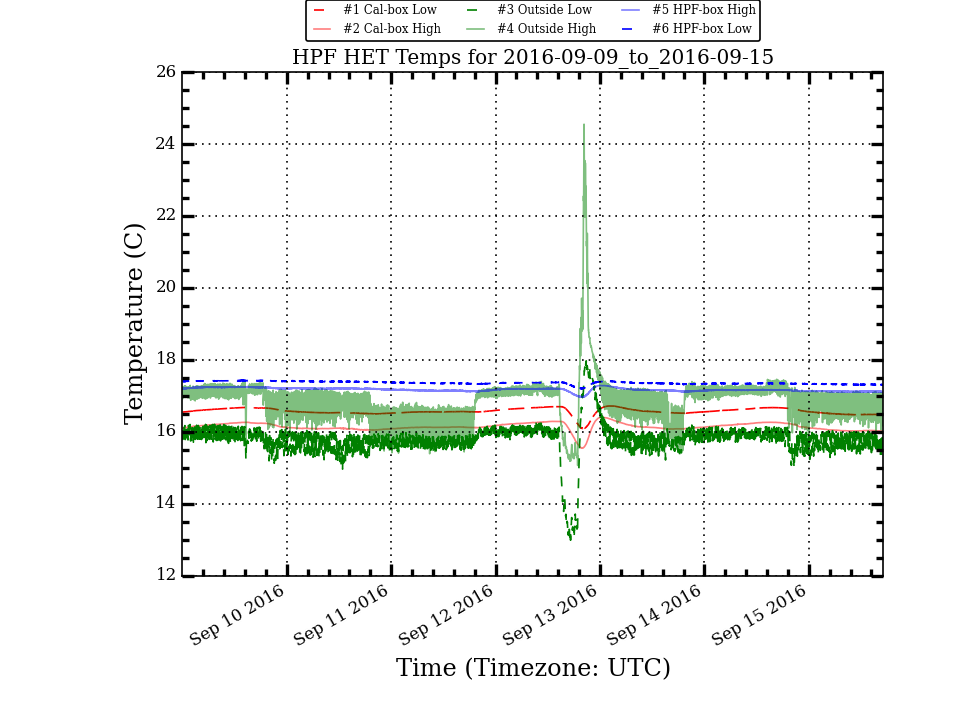 #1 Cal-box Low #3 Outside Low #5 HPF-box High
#2 Cal-box High #4 Outside High #6 HPF-box Low
HPF HET Temps for 2016-09-09_to_2016-09-15
26
24
22
20
18
16
14
12
Temperature (C)
Sep 10 2016 Sep 11 2016 Sep 12 2016 Sep 13 2016 Sep 14 2016 Sep 15 2016
Time (Timezone: UTC)